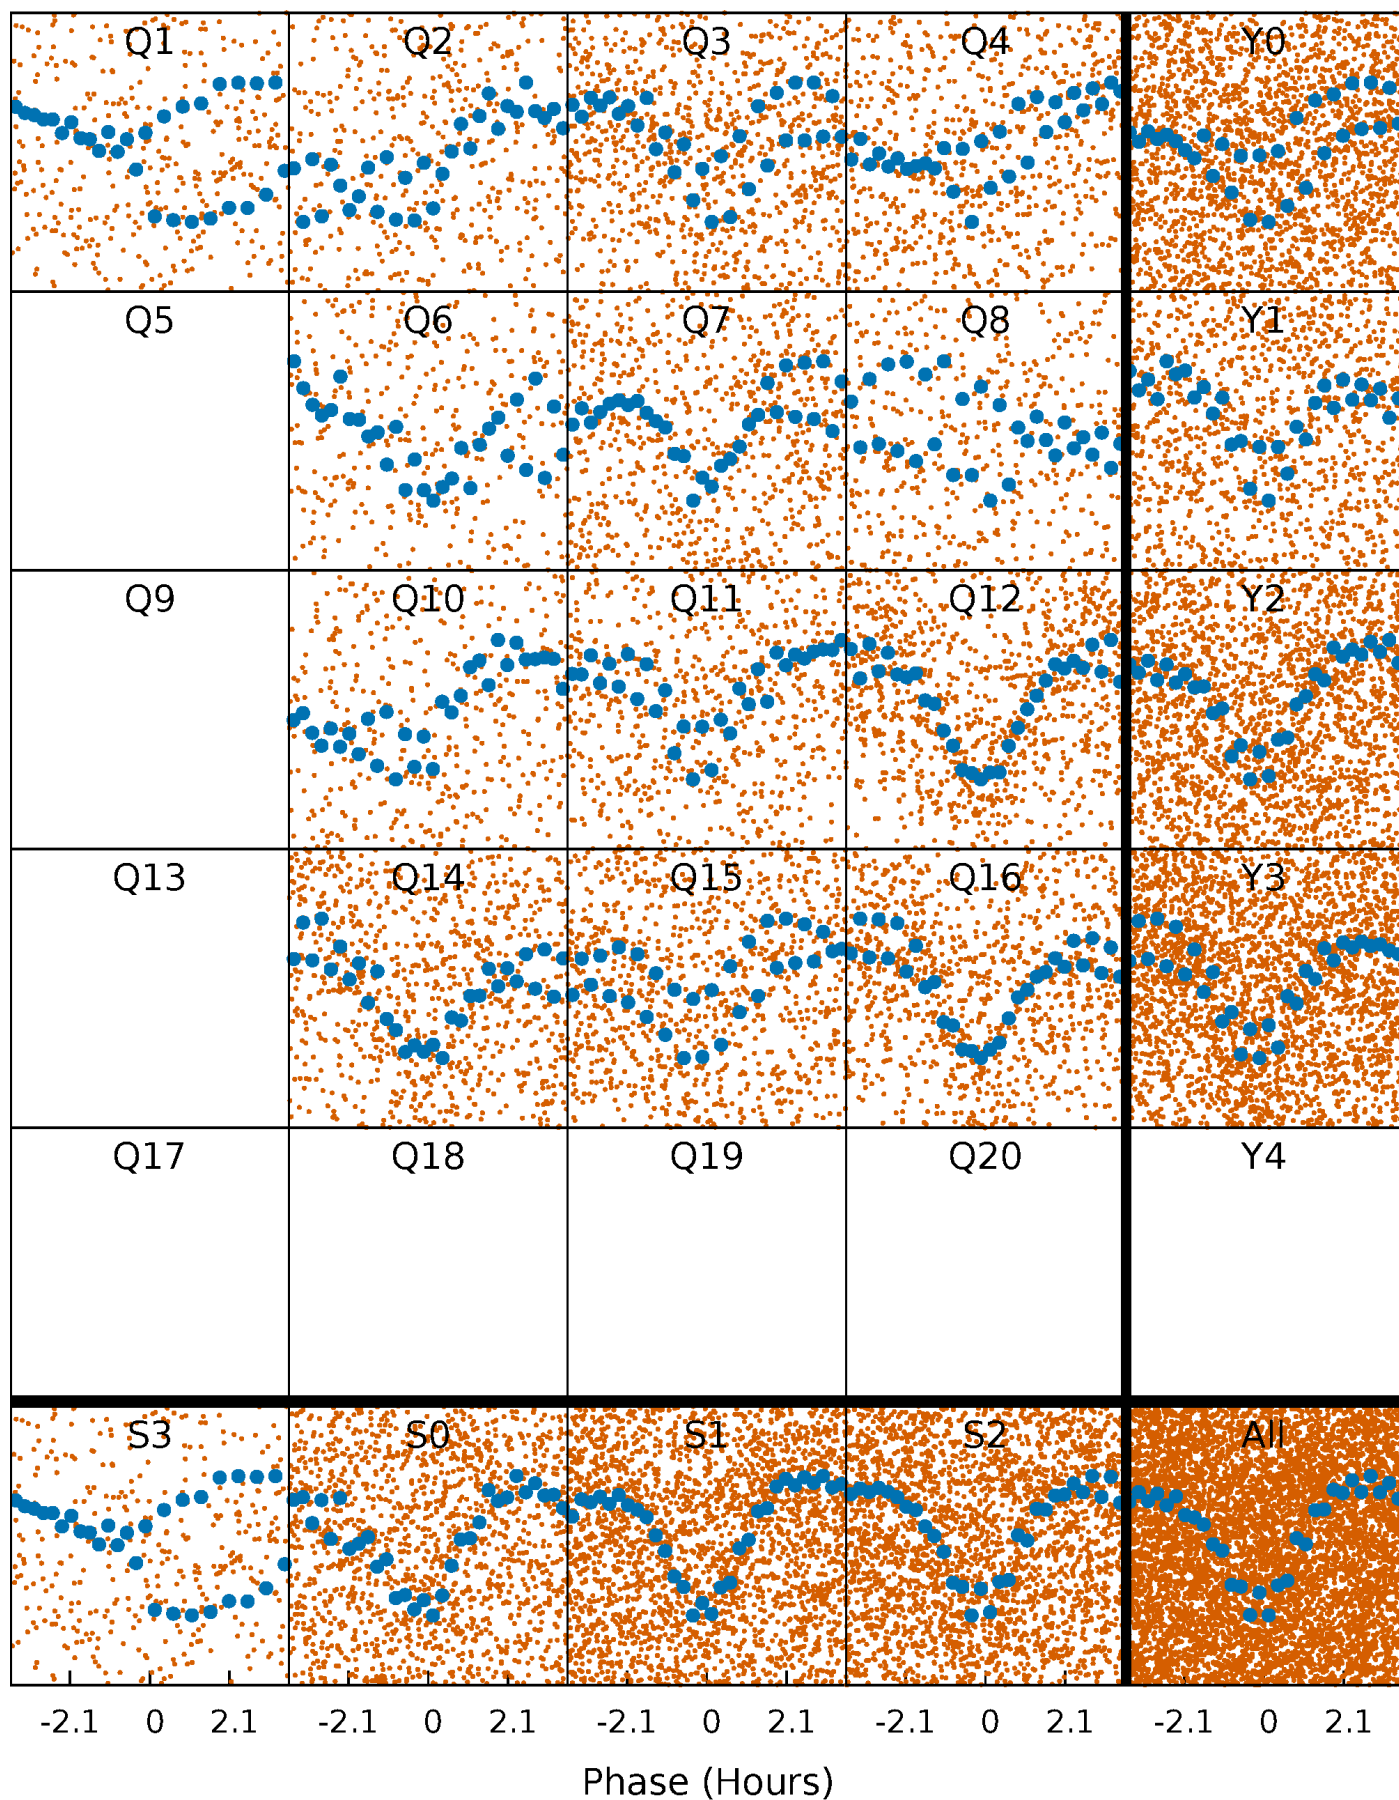 Q1 Q2 Q3 Q4 Y0
Q5 Q6 Q7 Q8 Y1
Q9 Q10 Q11 Q12 Y2
Q13 Q14 Q15 Q16 Y3
Q17 Q18 Q19 Q20 Y4
S3 S0 S1 S2 All
-2.1 0 2.1 -2.1 0 2.1 -2.1 0 2.1 -2.1 0 2.1 -2.1 0 2.1
Phase (Hours)